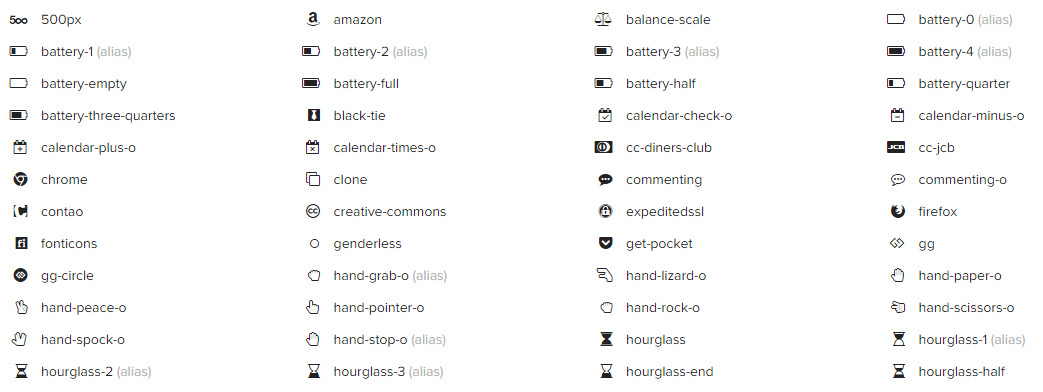 500px amazon balance-scale battery-0 (alias)
battery-1 (alias) battery-2 (alias) battery-3 (alias) battery-4 (alias)
battery-empty battery-full battery-half battery-quarter
battery-three-quarters black-tie calendar-check-o calendar-minus-o
calendar-plus-o calendar-times-o cc-diners-club JCB cc-jcb
chrome clone commenting commenting-o
contao cc creative-commons expeditedssl firefox
fi fonticons genderless get-pocket gg
gg-circle hand-grab-o (alias) hand-lizard-o hand-paper-o
hand-peace-o hand-pointer-o hand-rock-o hand-scissors-o
hand-spock-o hand-stop-o (alias) hourglass hourglass-1 (alias)
hourglass-2 (alias) hourglass-3 (alias) hourglass-end hourglass-half